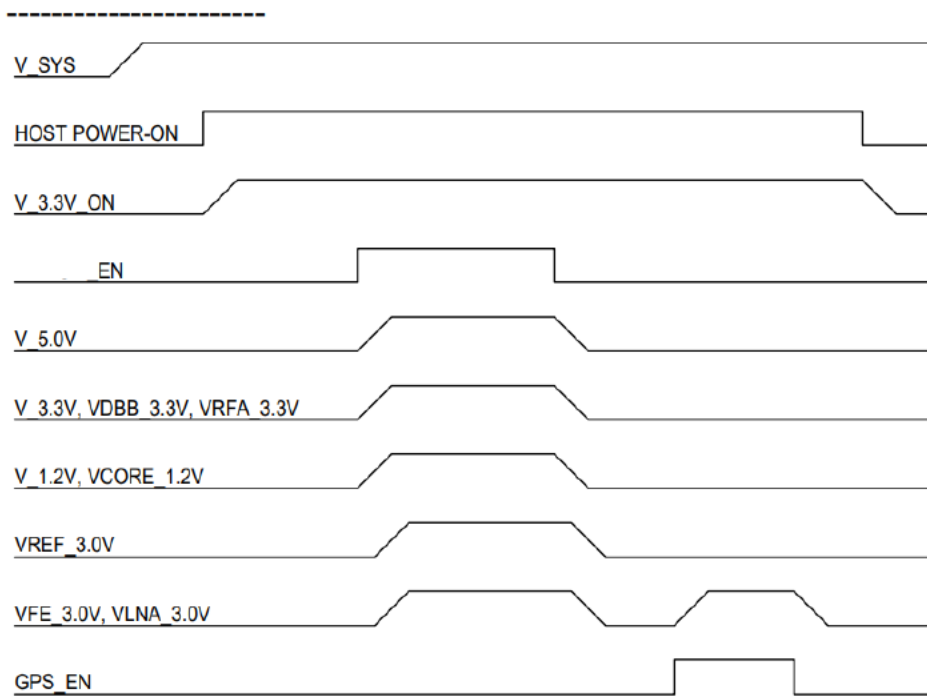 V_SYS
HOST POWER-ON
V_3.3V_ON
_EN
V_5.0V
V_3.3V, VDBB_3.3V, VRFA_3.3V
V_1.2V, VCORE_1.2V
VREF_3.0V
VFE_3.0V, VLNA_3.0V
GPS_EN